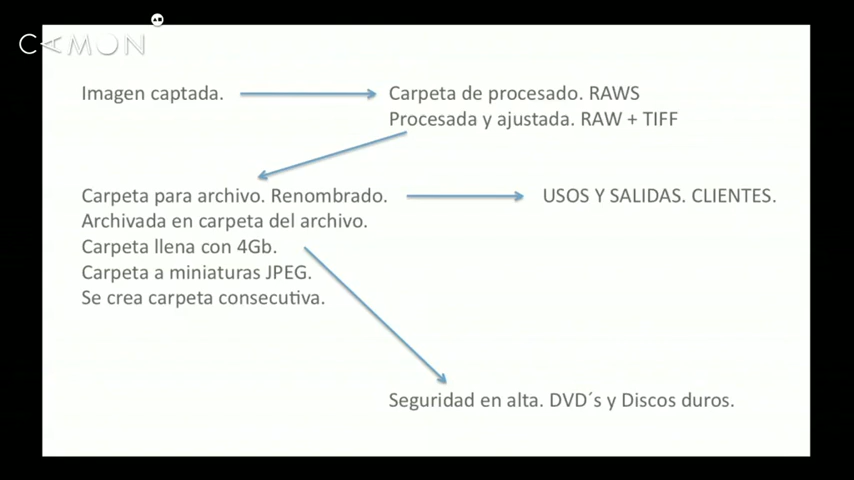 CAMON
Imagen captada.
Carpeta de procesado. RAWS
Procesada y ajustada. RAW + TIFF
Carpeta para archivo. Renombrado.
USOS Y SALIDAS. CLIENTES.
Archivada en carpeta del archivo.
Carpeta llena con 4Gb.
Carpeta a miniaturas JPEG.
Se crea carpeta consecutiva.
Seguridad en alta. DVD´s y Discos duros.